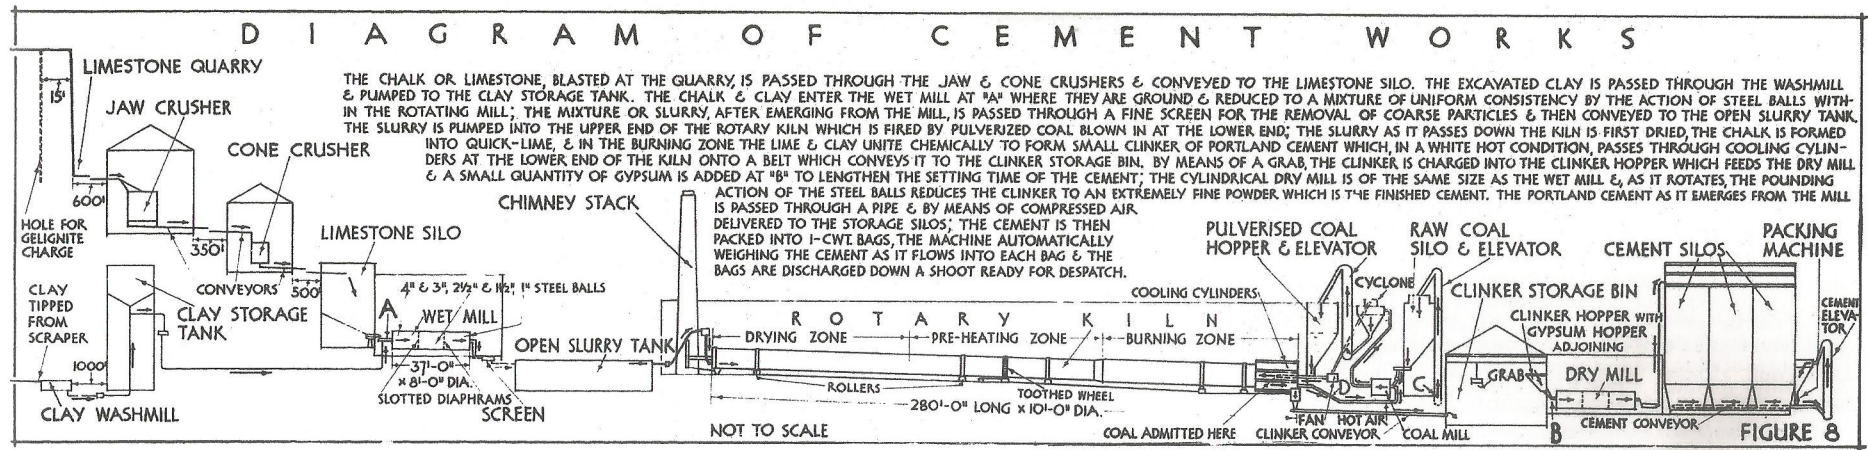 DIAGRAM OF CEMENT WORKS
THE CHALK OR LIMESTONE, BLASTED AT THE QUARRY, IS PASSED THROUGH THE JAW & CONE CRUSHERS & CONVEYED TO THE LIMESTONE SILO. THE EXCAVATED CLAY IS PASSED THROUGH THE WASHMILL
& PUMPED TO THE CLAY STORAGE TANK. THE CHALK & CLAY ENTER THE WET MILL AT "A" WHERE THEY ARE GROUND & REDUCED TO A MIXTURE OF UNIFORM CONSISTENCY BY THE ACTION OF STEEL BALLS WITH-
IN THE ROTATING MILL; THE MIXTURE OR SLURRY, AFTER EMERGING FROM THE MILL, IS PASSED THROUGH A FINE SCREEN FOR THE REMOVAL OF COARSE PARTICLES & THEN CONVEYED TO THE OPEN SLURRY TANK.
THE SLURRY IS PUMPED INTO THE UPPER END OF THE ROTARY KILN WHICH IS FIRED BY PULVERIZED COAL BLOWN IN AT THE LOWER END; THE SLURRY AS IT PASSES DOWN THE KILN IS FIRST DRIED, THE CHALK IS FORMED
INTO QUICK-LIME, & IN THE BURNING ZONE THE LIME & CLAY UNITE CHEMICALLY TO FORM SMALL CLINKER OF PORTLAND CEMENT WHICH, IN A WHITE HOT CONDITION, PASSES THROUGH COOLING CYLIN-
DERS AT THE LOWER END OF THE KILN ONTO A BELT WHICH CONVEYS IT TO THE CLINKER STORAGE BIN. BY MEANS OF A GRAB, THE CLINKER IS CHARGED INTO THE CLINKER HOPPER WHICH FEEDS THE DRY MILL
& A SMALL QUANTITY OF GYPSUM IS ADDED AT "B" TO LENGTHEN THE SETTING TIME OF THE CEMENT; THE CYLINDRICAL DRY MILL IS OF THE SAME SIZE AS THE WET MILL &, AS IT ROTATES, THE POUNDING
ACTION OF THE STEEL BALLS REDUCES THE CLINKER TO AN EXTREMELY FINE POWDER WHICH IS THE FINISHED CEMENT. THE PORTLAND CEMENT AS IT EMERGES FROM THE MILL
IS PASSED THROUGH A PIPE & BY MEANS OF COMPRESSED AIR
DELIVERED TO THE STORAGE SILOS; THE CEMENT IS THEN
PACKED INTO 1-CWT. BAGS, THE MACHINE AUTOMATICALLY
WEIGHING THE CEMENT AS IT FLOWS INTO EACH BAG & THE
BAGS ARE DISCHARGED DOWN A SHOOT READY FOR DESPATCH.
LIMESTONE QUARRY
15'
JAW CRUSHER
CONE CRUSHER
600'
HOLE FOR
GELIGNITE
CHARGE
350'
LIMESTONE SILO
CHIMNEY STACK
CONVEYORS
500'
CLAY
TIPPED
FROM
SCRAPER
CLAY STORAGE
TANK
A
4" & 3", 2½" & 1½", 1" STEEL BALLS
WET MILL
1000'
37'-0"
× 8'-0" DIA.
SLOTTED DIAPHRAMS
SCREEN
CLAY WASHMILL
OPEN SLURRY TANK
ROTARY KILN
DRYING ZONE
PRE-HEATING ZONE
BURNING ZONE
COOLING CYLINDERS
ROLLERS
TOOTHED WHEEL
280'-0" LONG × 10'-0" DIA.
NOT TO SCALE
COAL ADMITTED HERE
PULVERISED COAL
HOPPER & ELEVATOR
RAW COAL
SILO & ELEVATOR
CYCLONE
D
C
FAN
HOT AIR
CLINKER CONVEYOR
COAL MILL
CLINKER STORAGE BIN
CLINKER HOPPER WITH
GYPSUM HOPPER
ADJOINING
GRAB
DRY MILL
B
CEMENT SILOS
PACKING
MACHINE
CEMENT
ELEVA-
TOR
CEMENT CONVEYOR
FIGURE 8